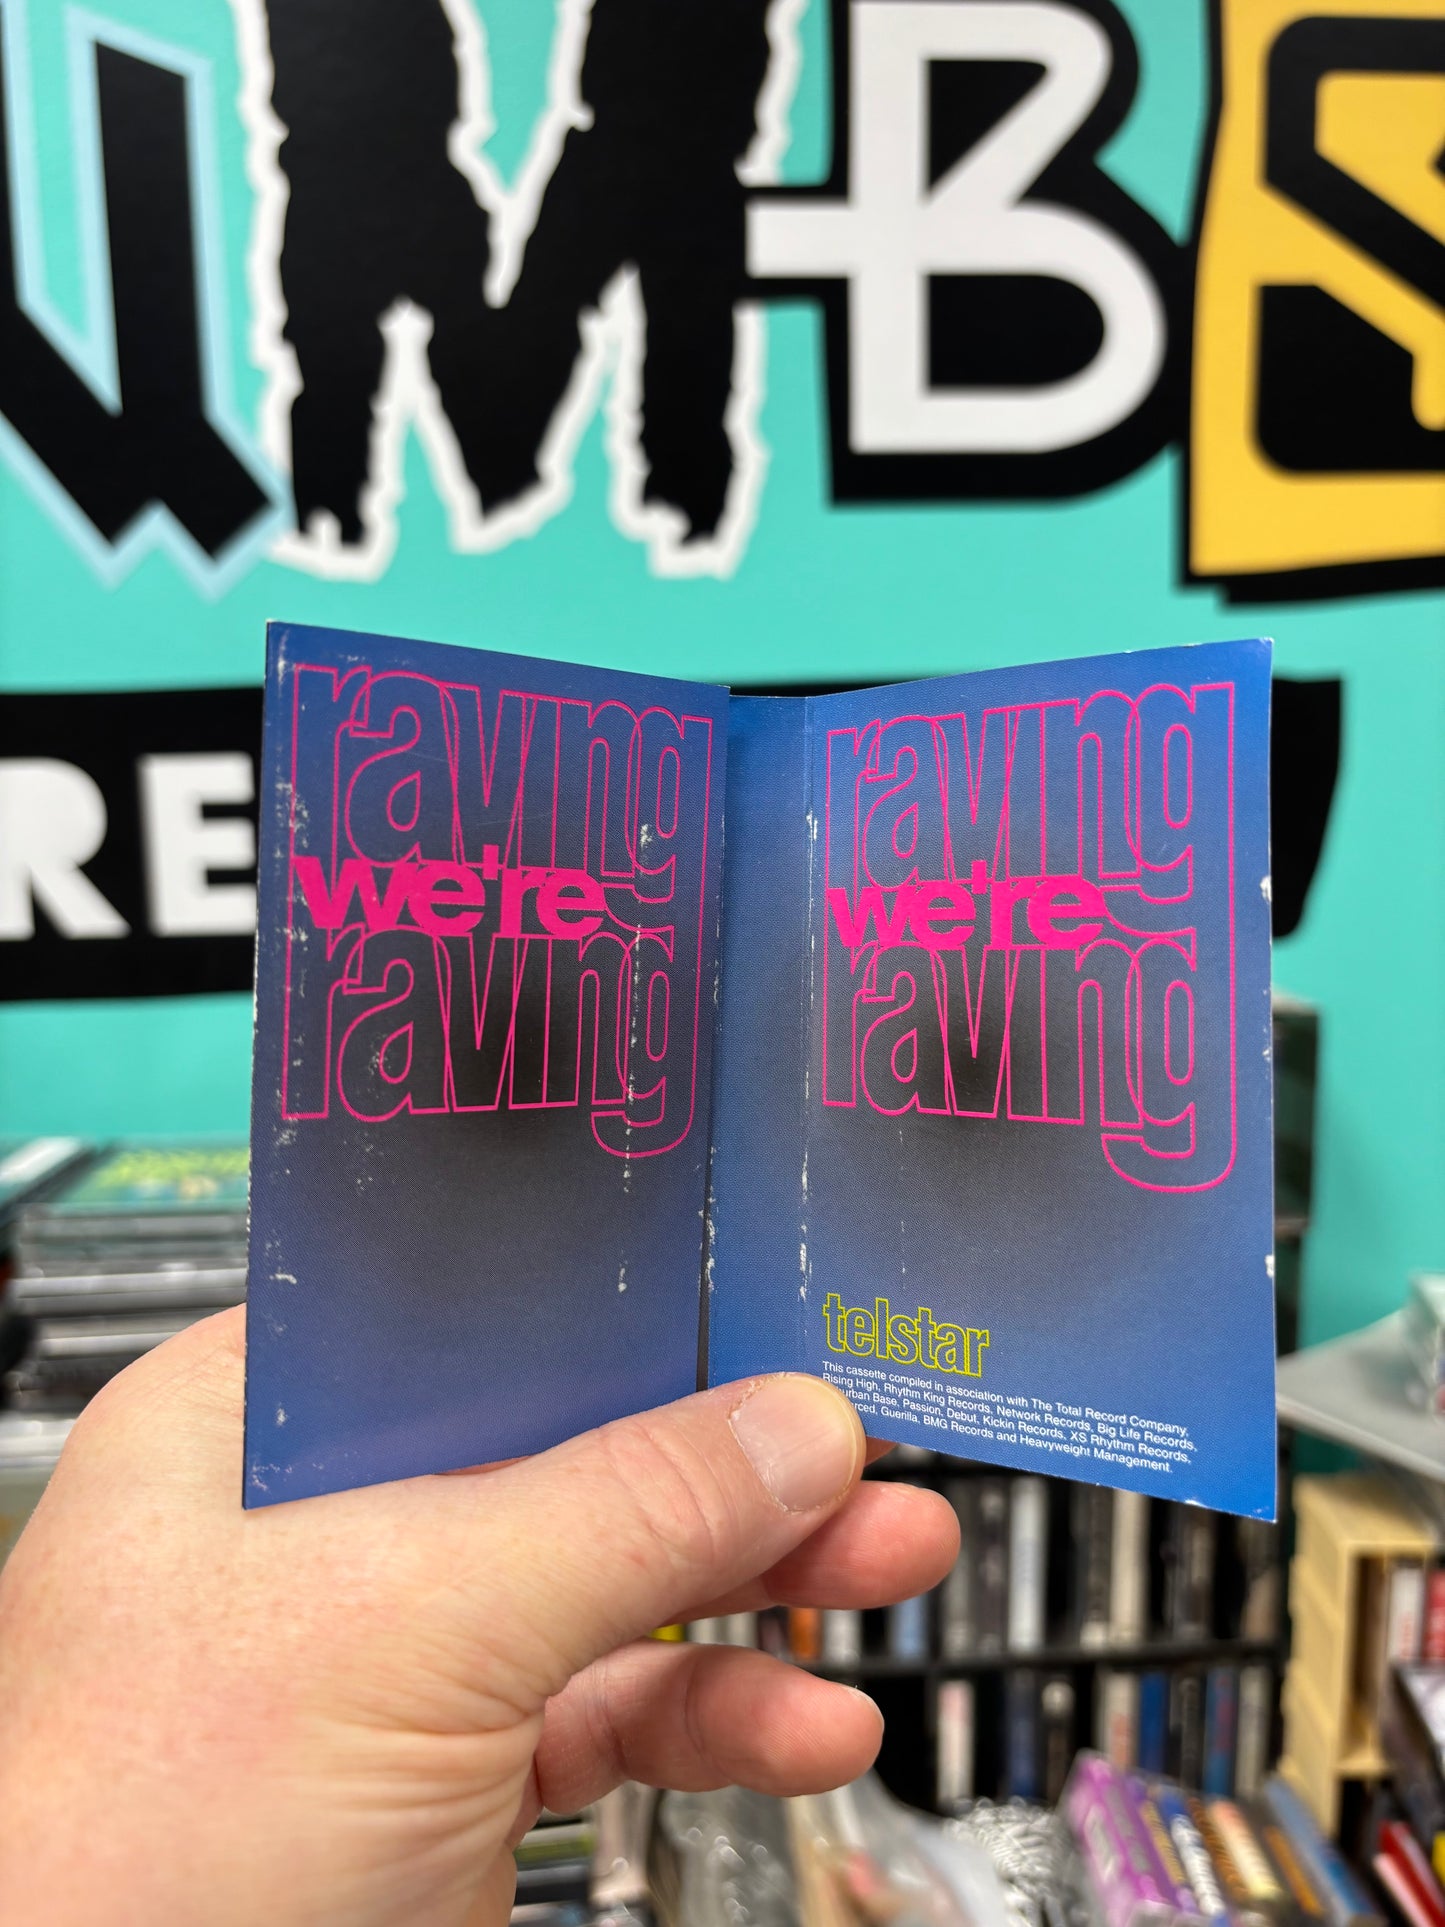 RE
raving
we're
raving
raving
we're
raving
telstar
This cassette compiled in association with The Total Record Company,
Rising High, Rhythm King Records, Network Records, Big Life Records,
Base, Passion, Debut, Kickin Records, XS Rhythm Records,
Guerilla, BMG Records and Heavyweight Management.